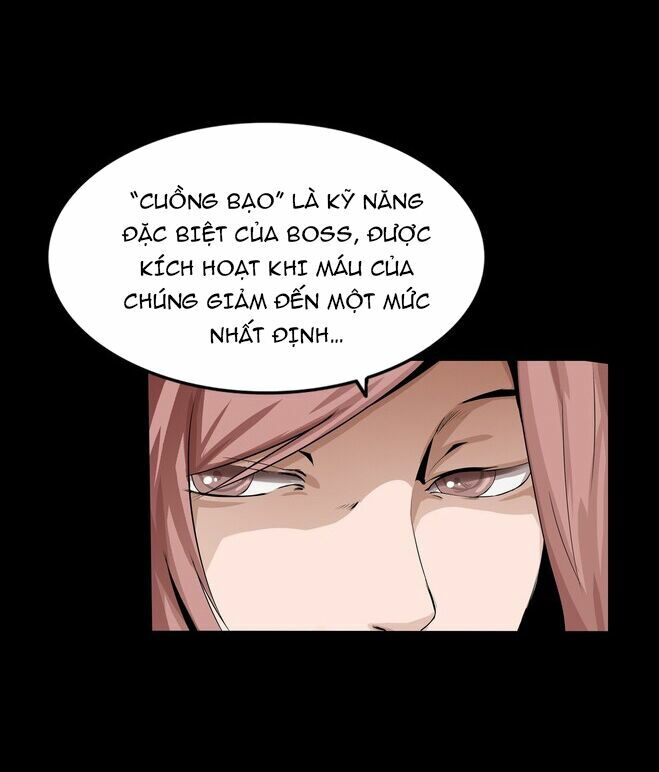 “CUỒNG BẠO” LÀ KỸ NĂNG
ĐẶC BIỆT CỦA BOSS, ĐƯỢC
KÍCH HOẠT KHI MÁU CỦA
CHÚNG GIẢM ĐẾN MỘT MỨC
NHẤT ĐỊNH...